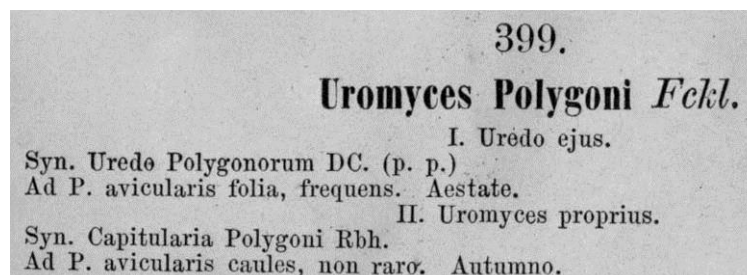 399.
Uromyces Polygoni Fckl.
I. Uredo ejus.
Syn. Uredo Polygonorum DC. (p. p.)
Ad P. avicularis folia, frequens. Aestate.
II. Uromyces proprius.
Syn. Capitularia Polygoni Rbh.
Ad P. avicularis caules, non raro. Autumno.